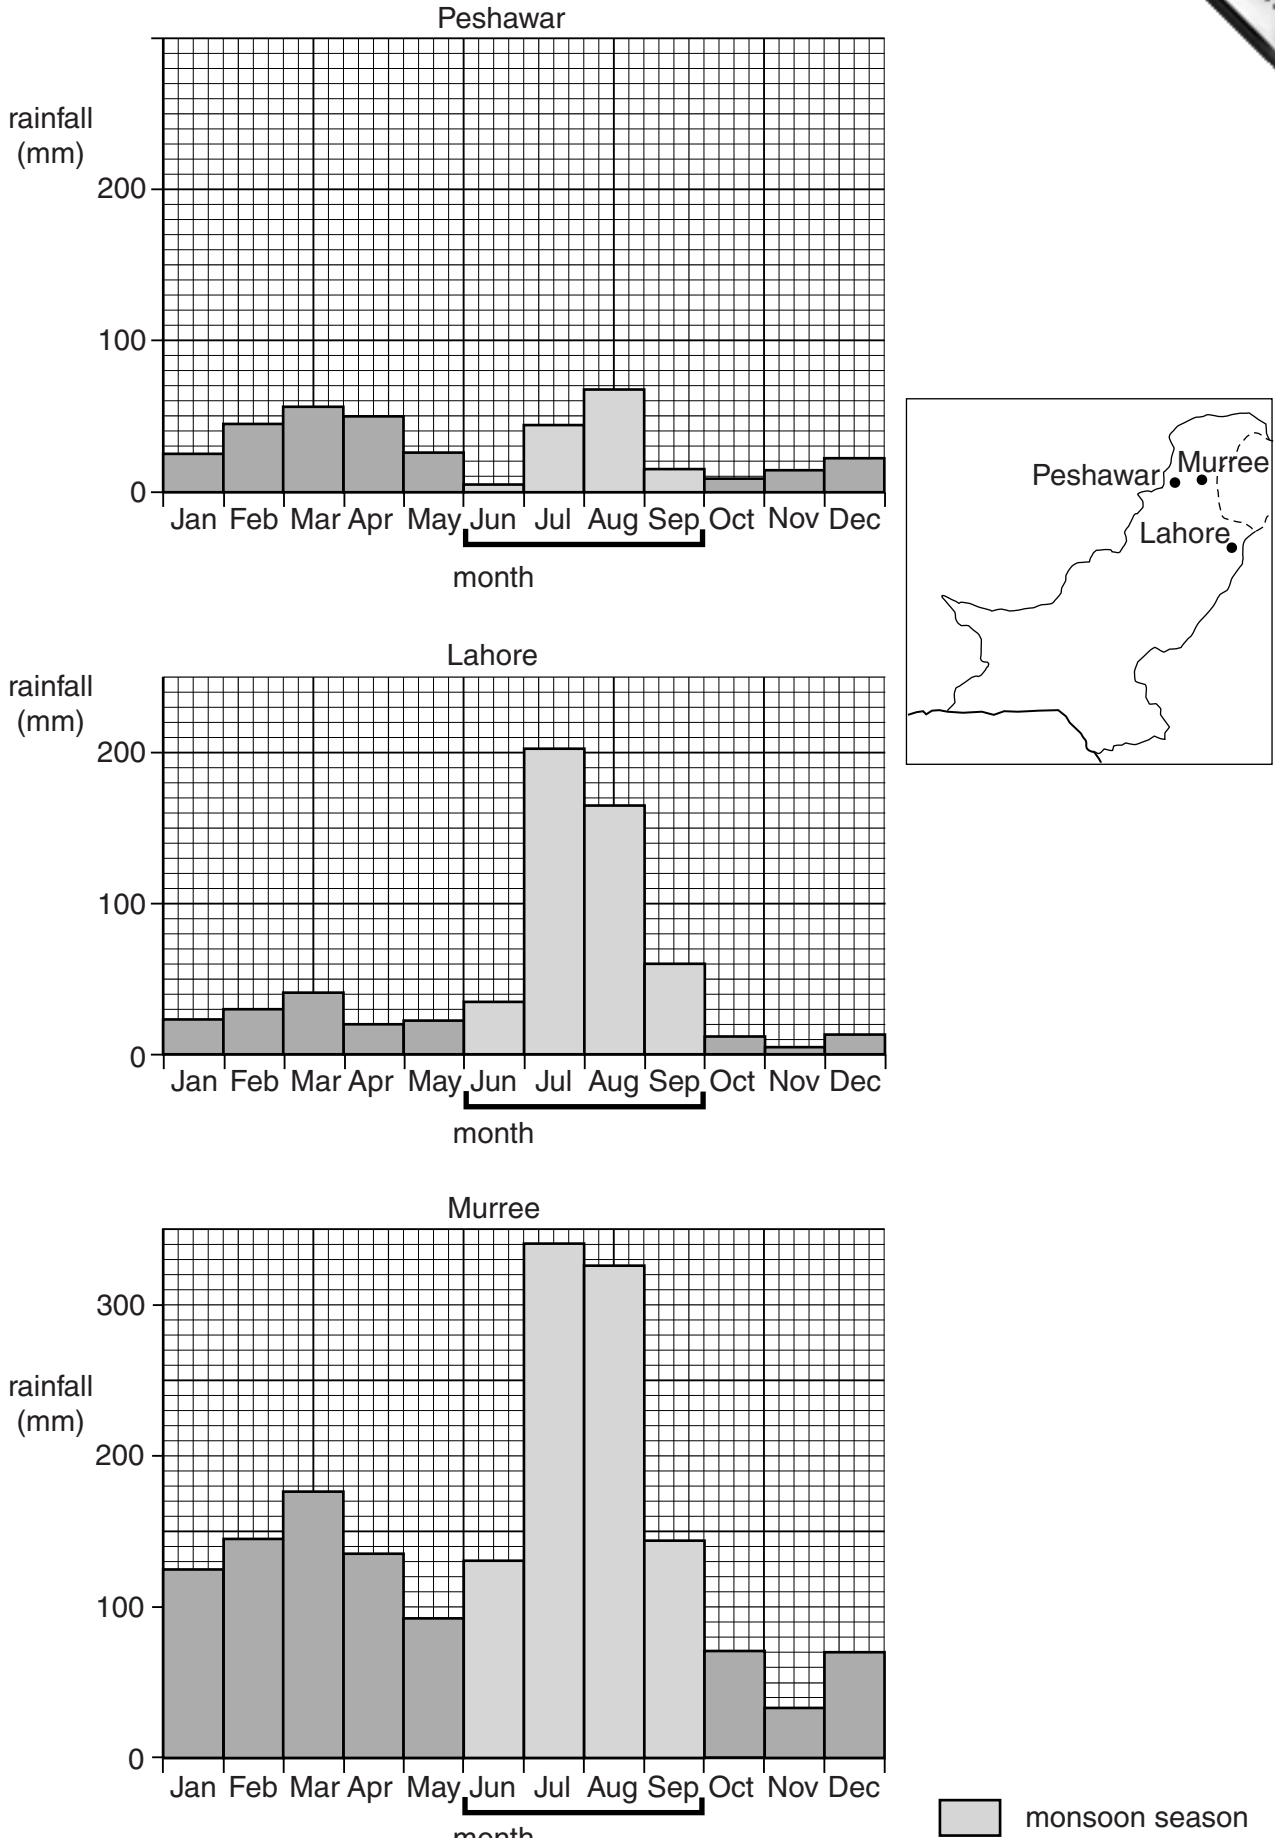 Peshawar
rainfall
(mm)
200
100
0
Jan Feb Mar Apr May Jun Jul Aug Sep Oct Nov Dec
month
Peshawar
Murree
Lahore
Lahore
rainfall
(mm)
200
100
0
Jan Feb Mar Apr May Jun Jul Aug Sep Oct Nov Dec
month
Murree
300
rainfall
(mm)
200
100
0
Jan Feb Mar Apr May Jun Jul Aug Sep Oct Nov Dec
month
monsoon season